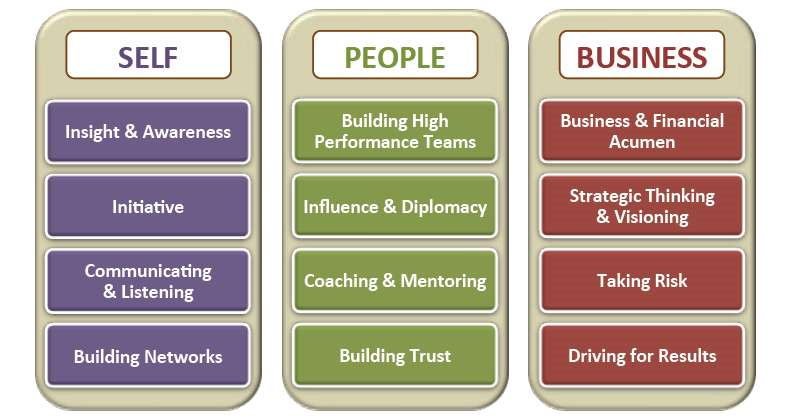 SELF
Insight & Awareness
Initiative
Communicating
& Listening
Building Networks
PEOPLE
Building High
Performance Teams
Influence & Diplomacy
Coaching & Mentoring
Building Trust
BUSINESS
Business & Financial
Acumen
Strategic Thinking
& Visioning
Taking Risk
Driving for Results